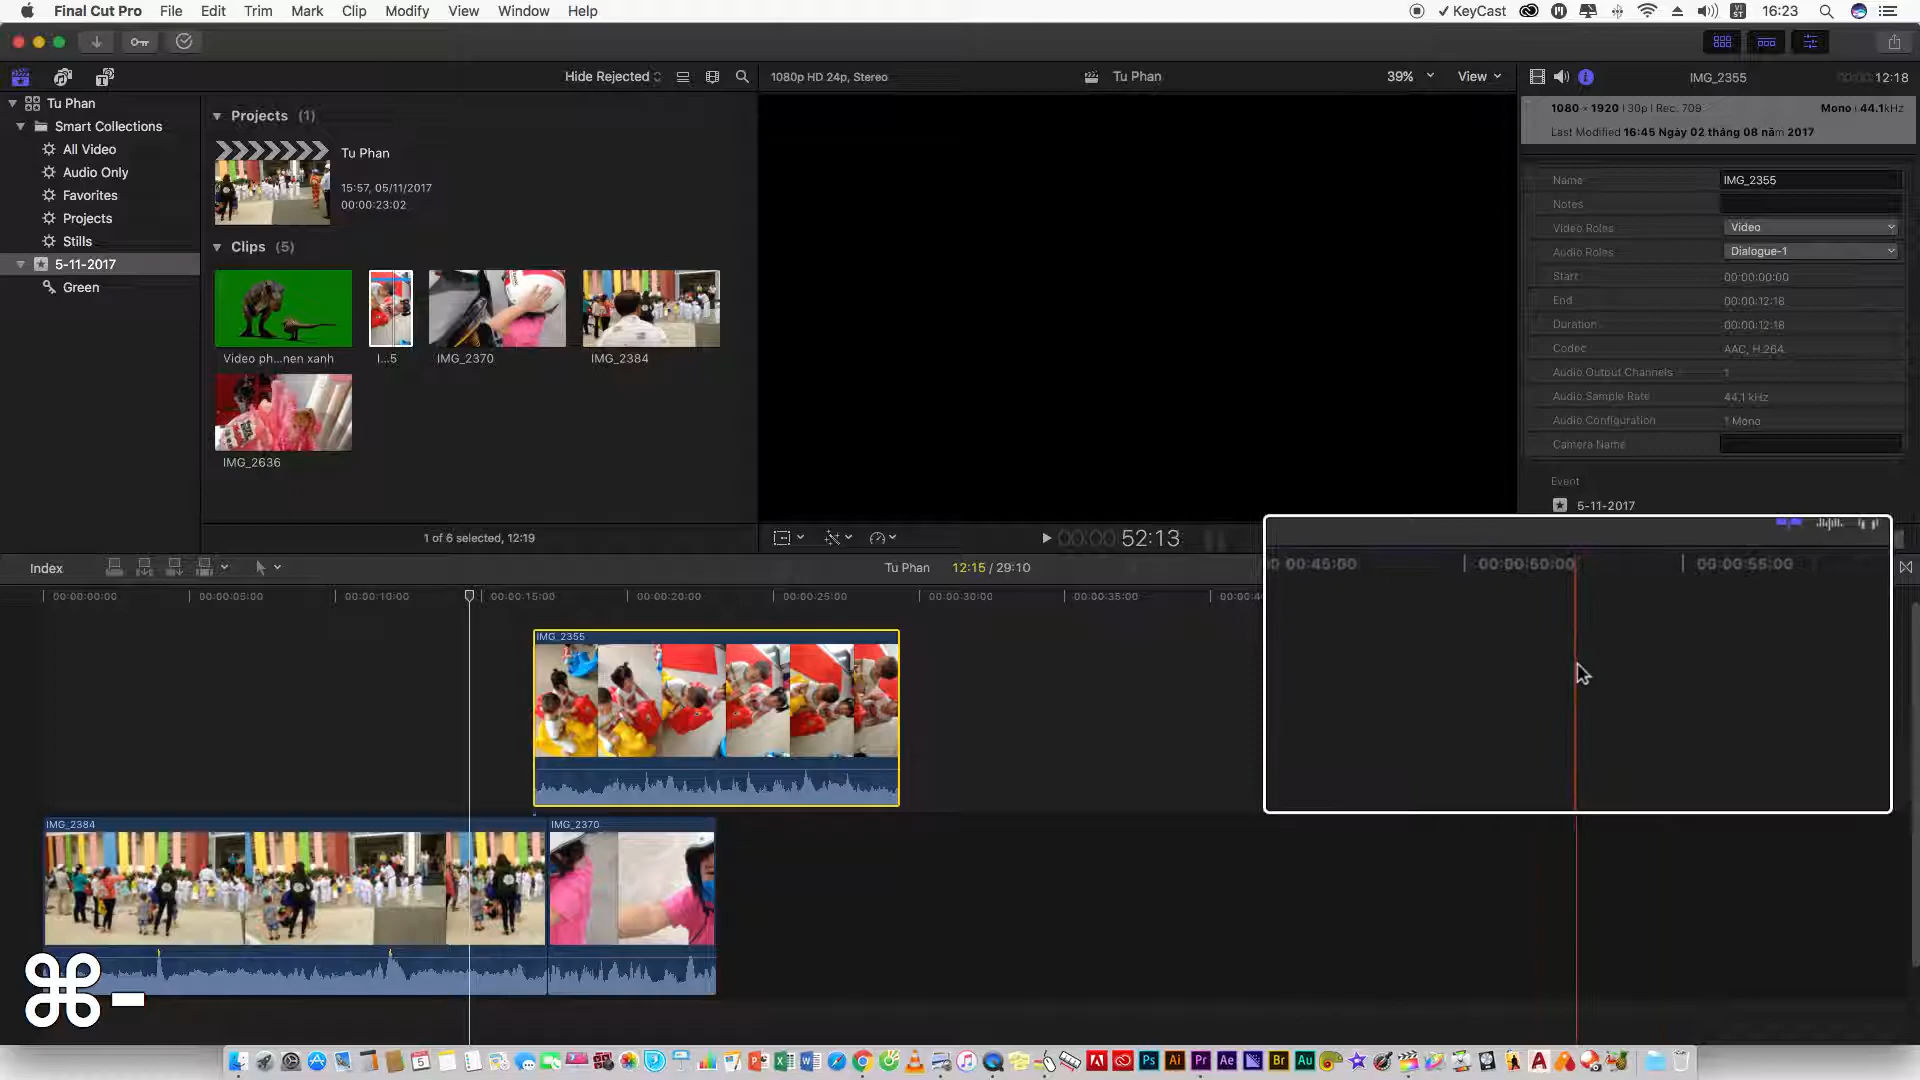 Final Cut Pro File Edit Trim Mark Clip Modify View Window Help
✓ KeyCast 16:23
Hide Rejected
1080p HD 24p, Stereo
Tu Phan
39%
View
IMG_2355
12:18
Tu Phan
Smart Collections
All Video
Audio Only
Favorites
Projects
Stills
5-11-2017
Green
Projects (1)
Tu Phan
15:57, 05/11/2017
00:00:23:02
Clips (5)
Video ph...nen xanh
I...5
IMG_2370
IMG_2384
IMG_2636
1 of 6 selected, 12:19
00:00 52:13
1080 × 1920 | 30p | Rec. 709
Mono | 44.1kHz
Last Modified 16:45 Ngày 02 tháng 08 năm 2017
Name IMG_2355
Notes
Video Roles Video
Audio Roles Dialogue-1
Start 00:00:00:00
End 00:00:12:18
Duration 00:00:12:18
Codec AAC, H.264
Audio Output Channels 1
Audio Sample Rate 44.1 kHz
Audio Configuration 1 Mono
Camera Name
Event
5-11-2017
Index
Tu Phan 12:15 / 29:10
00:00:00:00 00:00:05:00 00:00:10:00 00:00:15:00 00:00:20:00 00:00:25:00 00:00:30:00 00:00:35:00
00:45:00 00:00:50:00 00:00:55:00
IMG_2355
IMG_2384
IMG_2370
⌘-